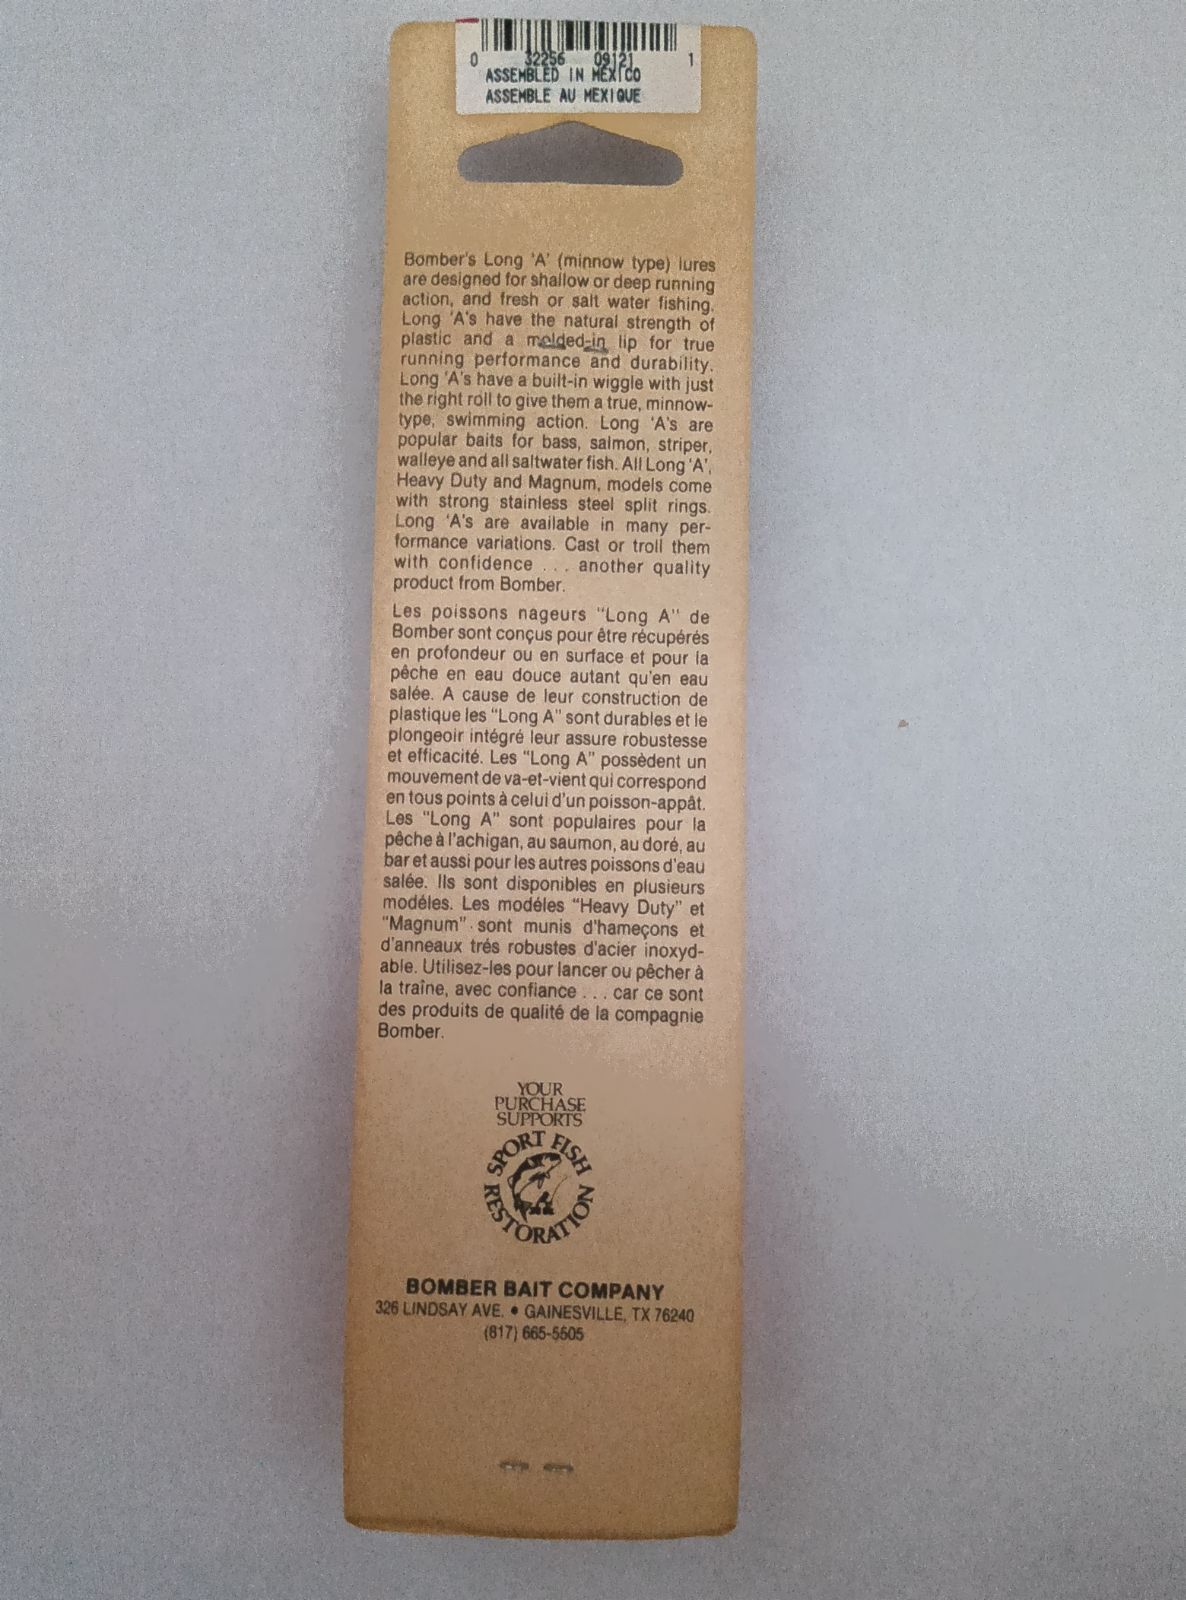 0 32256 09121 1
ASSEMBLED IN MEXICO
ASSEMBLE AU MEXIQUE
Bomber's Long 'A' (minnow type) lures
are designed for shallow or deep running
action, and fresh or salt water fishing.
Long 'A's have the natural strength of
plastic and a molded-in lip for true
running performance and durability.
Long 'A's have a built-in wiggle with just
the right roll to give them a true, minnow-
type, swimming action. Long 'A's are
popular baits for bass, salmon, striper,
walleye and all saltwater fish. All Long 'A',
Heavy Duty and Magnum, models come
with strong stainless steel split rings.
Long 'A's are available in many per-
formance variations. Cast or troll them
with confidence . . . another quality
product from Bomber.
Les poissons nageurs "Long A" de
Bomber sont conçus pour être récupérés
en profondeur ou en surface et pour la
pêche en eau douce autant qu'en eau
salée. A cause de leur construction de
plastique les "Long A" sont durables et le
plongeoir intégré leur assure robustesse
et efficacité. Les "Long A" possèdent un
mouvement de va-et-vient qui correspond
en tous points à celui d'un poisson-appât.
Les "Long A" sont populaires pour la
pêche à l'achigan, au saumon, au doré, au
bar et aussi pour les autres poissons d'eau
salée. Ils sont disponibles en plusieurs
modéles. Les modéles "Heavy Duty" et
"Magnum" sont munis d'hameçons et
d'anneaux trés robustes d'acier inoxyd-
able. Utilisez-les pour lancer ou pêcher à
la traîne, avec confiance . . . car ce sont
des produits de qualité de la compagnie
Bomber.
YOUR
PURCHASE
SUPPORTS
SPORT FISH
RESTORATION
BOMBER BAIT COMPANY
326 LINDSAY AVE. • GAINESVILLE, TX 76240
(817) 665-5505